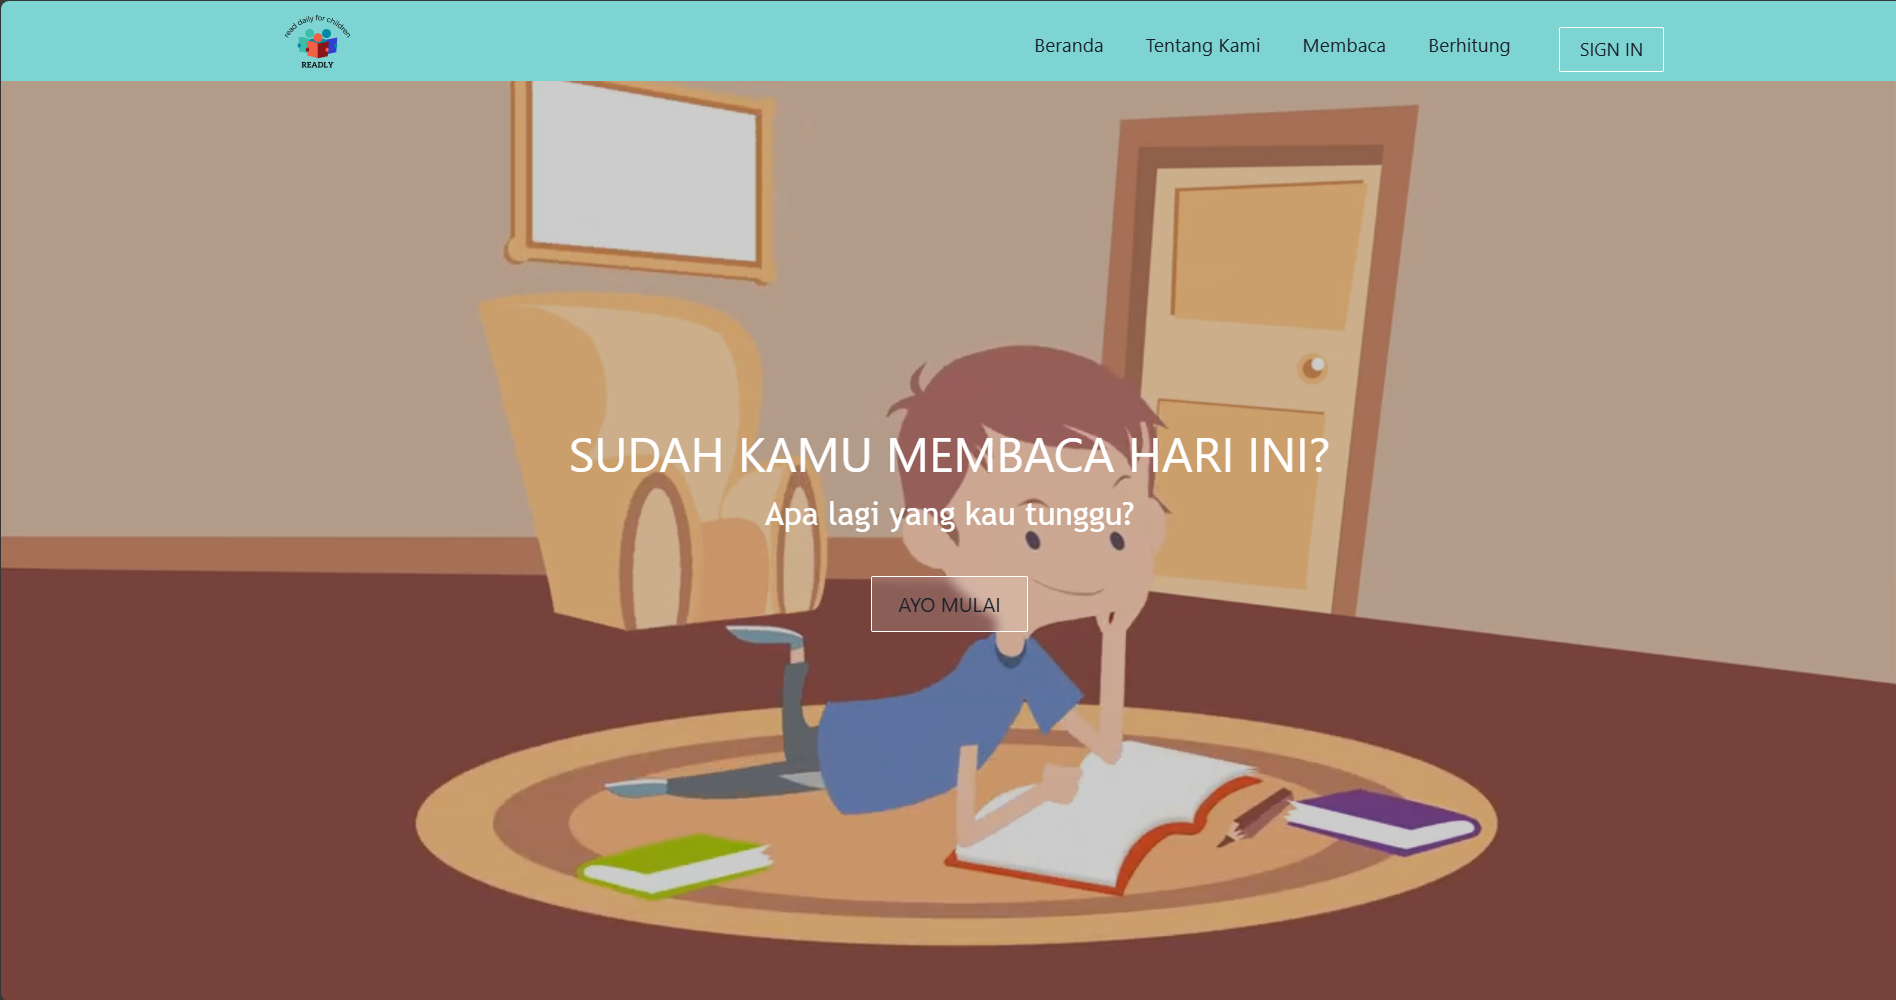 read daily for children
READLY
Beranda Tentang Kami Membaca Berhitung SIGN IN
SUDAH KAMU MEMBACA HARI INI?
Apa lagi yang kau tunggu?
AYO MULAI